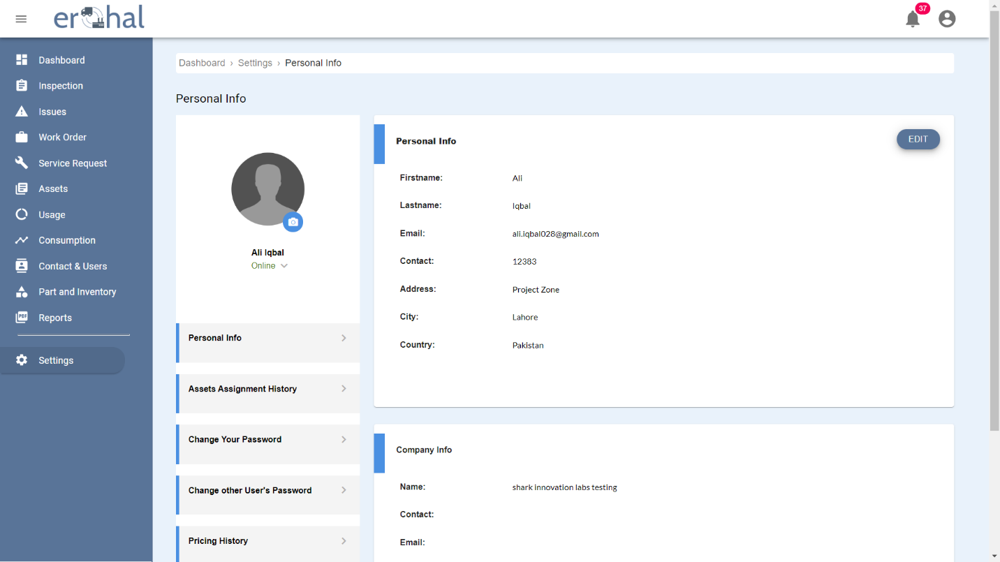 erohal
37
Dashboard
Inspection
Issues
Work Order
Service Request
Assets
Usage
Consumption
Contact & Users
Part and Inventory
PDF
Reports
Settings
Dashboard › Settings › Personal Info
Personal Info
Ali Iqbal
Online
Personal Info
Assets Assignment History
Change Your Password
Change other User's Password
Pricing History
Personal Info
EDIT
Firstname: Ali
Lastname: Iqbal
Email: ali.iqbal028@gmail.com
Contact: 12383
Address: Project Zone
City: Lahore
Country: Pakistan
Company Info
Name: shark innovation labs testing
Contact:
Email: